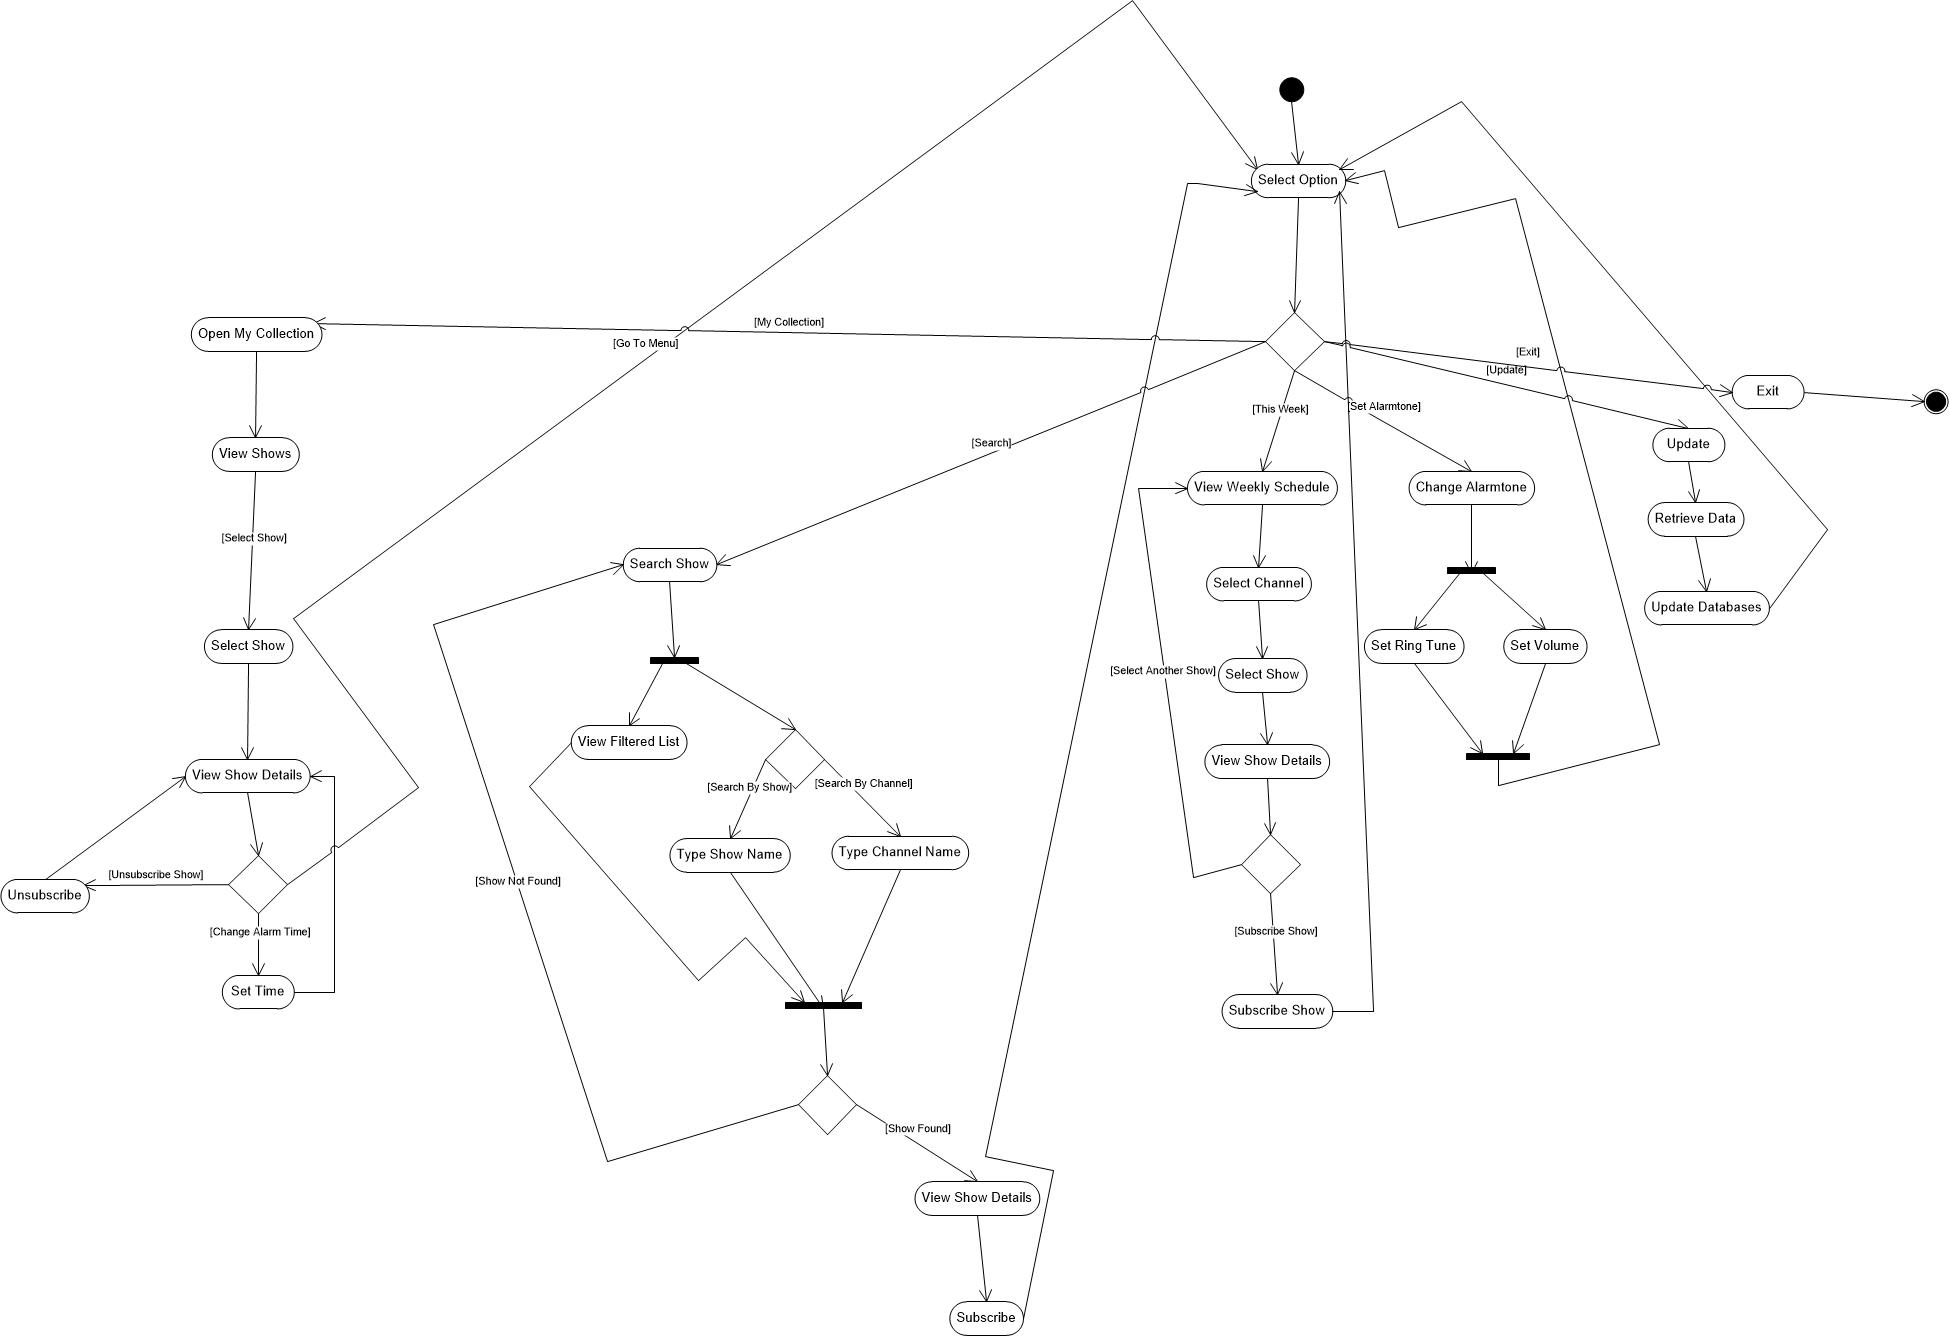 Select Option
[My Collection]
Open My Collection
[Go To Menu]
[Exit]
[Update]
Exit
[This Week]
[Set Alarmtone]
[Search]
Update
View Shows
View Weekly Schedule
Change Alarmtone
Retrieve Data
[Select Show]
Search Show
Select Channel
Update Databases
Select Show
Set Ring Tune
Set Volume
[Select Another Show]
Select Show
View Filtered List
View Show Details
View Show Details
[Search By Show]
[Search By Channel]
Type Show Name
Type Channel Name
[Unsubscribe Show]
[Show Not Found]
Unsubscribe
[Change Alarm Time]
[Subscribe Show]
Set Time
Subscribe Show
[Show Found]
View Show Details
Subscribe